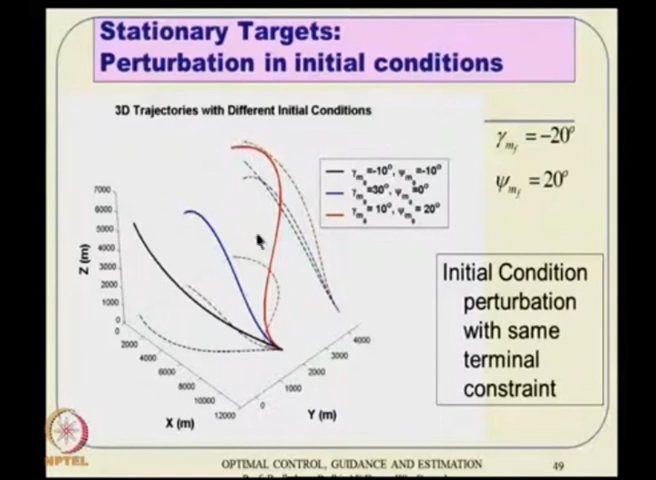 Stationary Targets:
Perturbation in initial conditions
3D Trajectories with Different Initial Conditions
γm₀=-10°, ψm₀=-10°
γm₀=30°, ψm₀=0°
γm₀= 10°, ψm₀= 20°
γmf = -20°
ψmf = 20°
7000
6000
5000
4000
3000
2000
1000
0
Z (m)
0
2000
4000
6000
8000
10000
12000
X (m)
0
1000
2000
3000
4000
Y (m)
Initial Condition
perturbation
with same
terminal
constraint
NPTEL
OPTIMAL CONTROL, GUIDANCE AND ESTIMATION
49